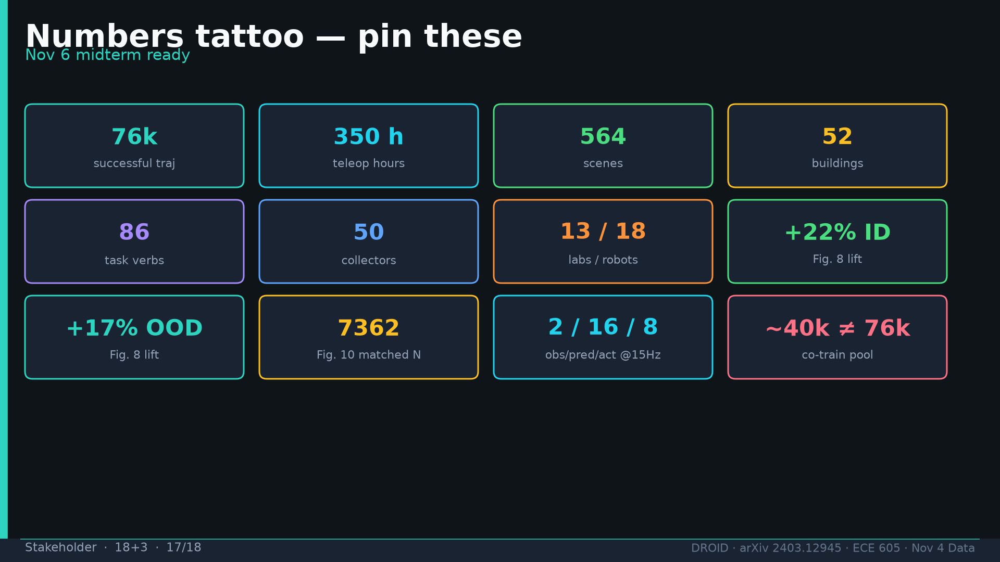 Numbers tattoo — pin these
Nov 6 midterm ready
76k
successful traj
350 h
teleop hours
564
scenes
52
buildings
86
task verbs
50
collectors
13 / 18
labs / robots
+22% ID
Fig. 8 lift
+17% OOD
Fig. 8 lift
7362
Fig. 10 matched N
2 / 16 / 8
obs/pred/act @15Hz
~40k ≠ 76k
co-train pool
Stakeholder · 18+3 · 17/18
DROID · arXiv 2403.12945 · ECE 605 · Nov 4 Data